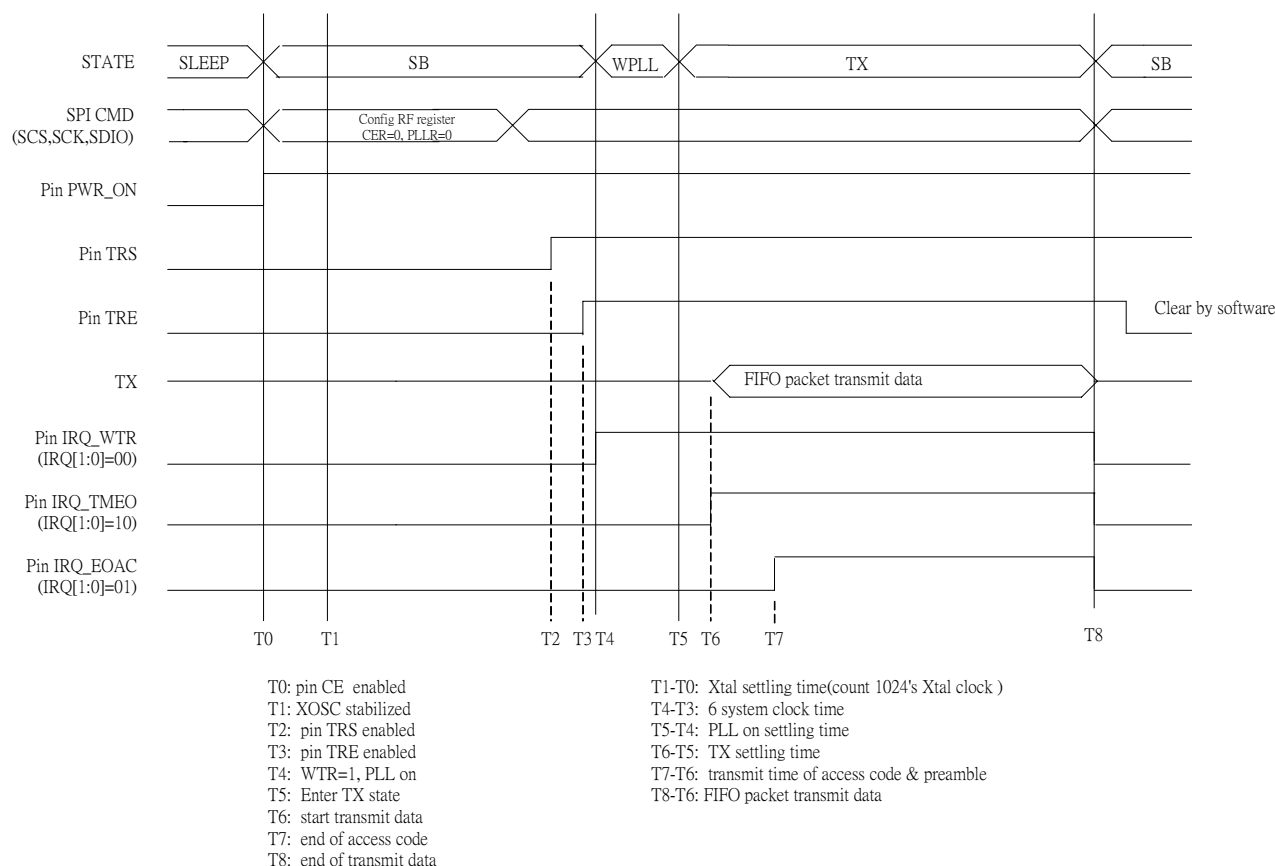 STATE
SLEEP
SB
WPLL
TX
SB
SPI CMD
(SCS,SCK,SDIO)
Config RF register
CER=0, PLLR=0
Pin PWR_ON
Pin TRS
Pin TRE
Clear by software
TX
FIFO packet transmit data
Pin IRQ_WTR
(IRQ[1:0]=00)
Pin IRQ_TMEO
(IRQ[1:0]=10)
Pin IRQ_EOAC
(IRQ[1:0]=01)
T0 T1 T2 T3 T4 T5 T6 T7 T8
T0: pin CE enabled
T1: XOSC stabilized
T2: pin TRS enabled
T3: pin TRE enabled
T4: WTR=1, PLL on
T5: Enter TX state
T6: start transmit data
T7: end of access code
T8: end of transmit data
T1-T0: Xtal settling time(count 1024's Xtal clock )
T4-T3: 6 system clock time
T5-T4: PLL on settling time
T6-T5: TX settling time
T7-T6: transmit time of access code & preamble
T8-T6: FIFO packet transmit data